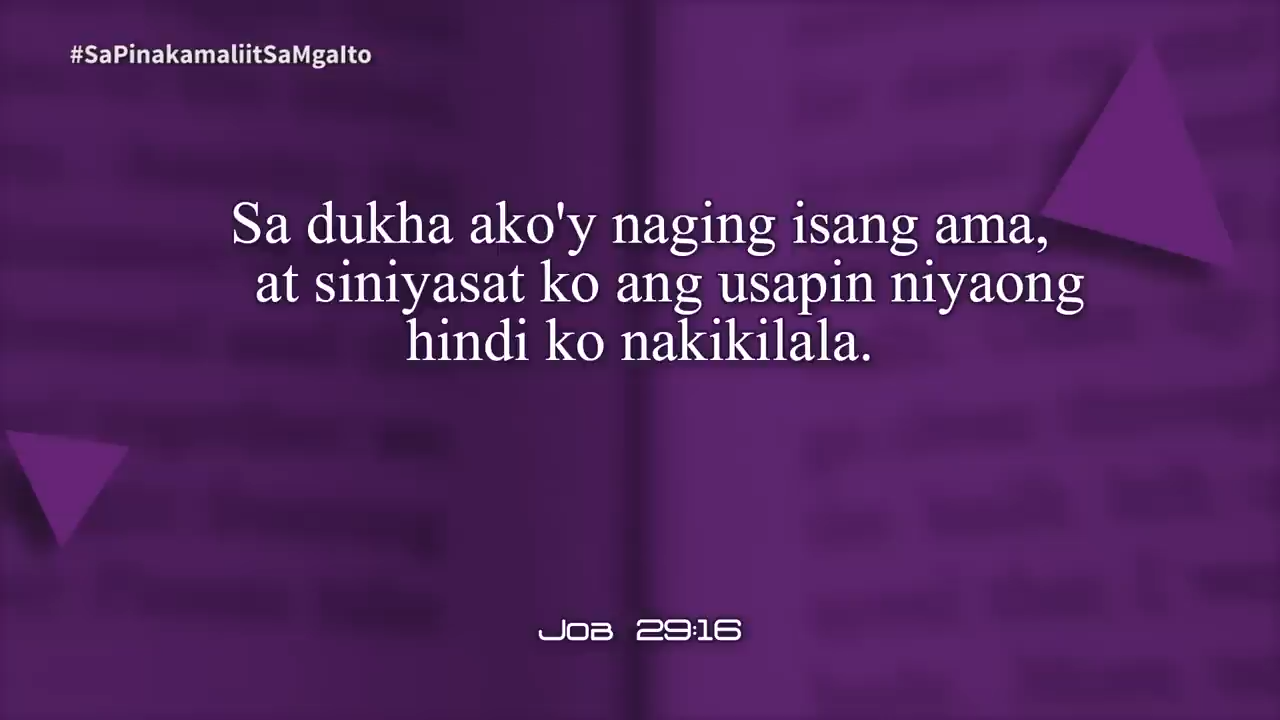 #SaPinakamaliitSaMgaIto
Sa dukha ako'y naging isang ama,
at siniyasat ko ang usapin niyaong
hindi ko nakikilala.
Job 29:16